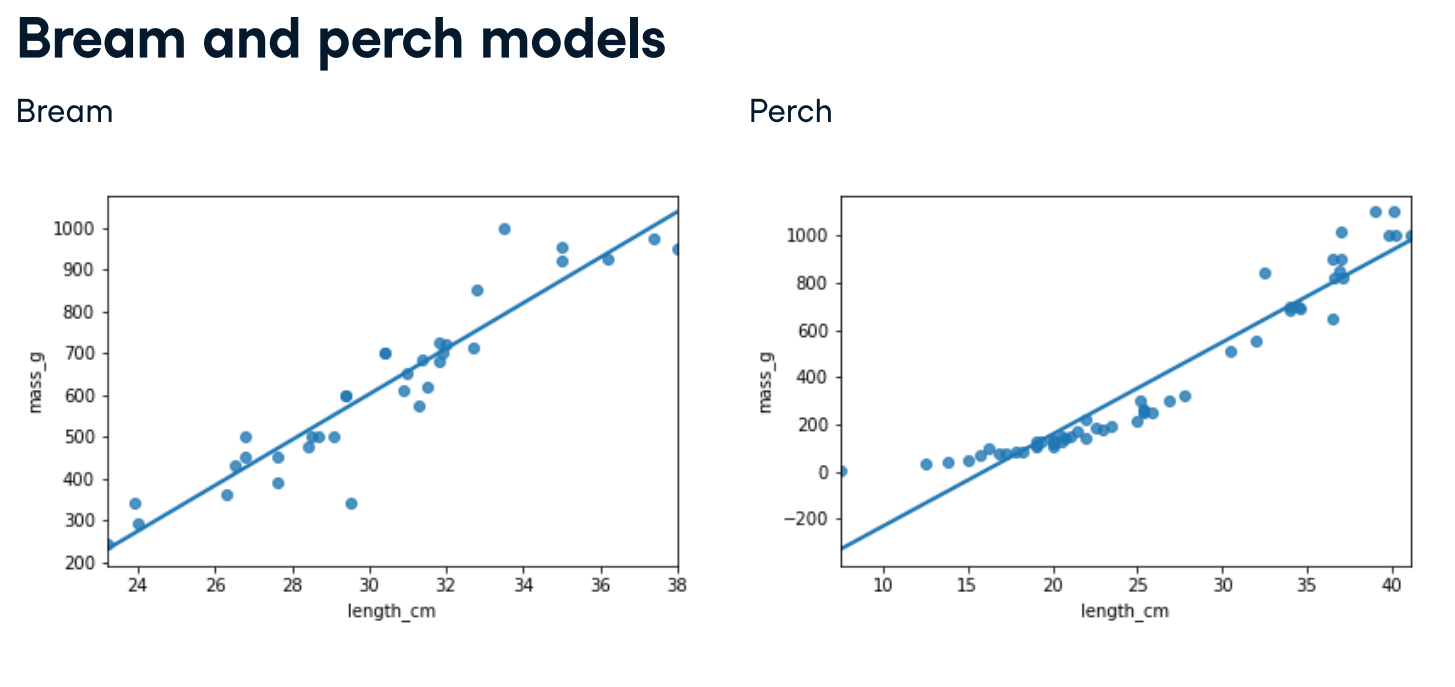 Bream and perch models
Bream
Perch
1000
900
800
700
600
500
400
300
200
mass_g
24 26 28 30 32 34 36 38
length_cm
1000
800
600
400
200
0
−200
mass_g
10 15 20 25 30 35 40
length_cm